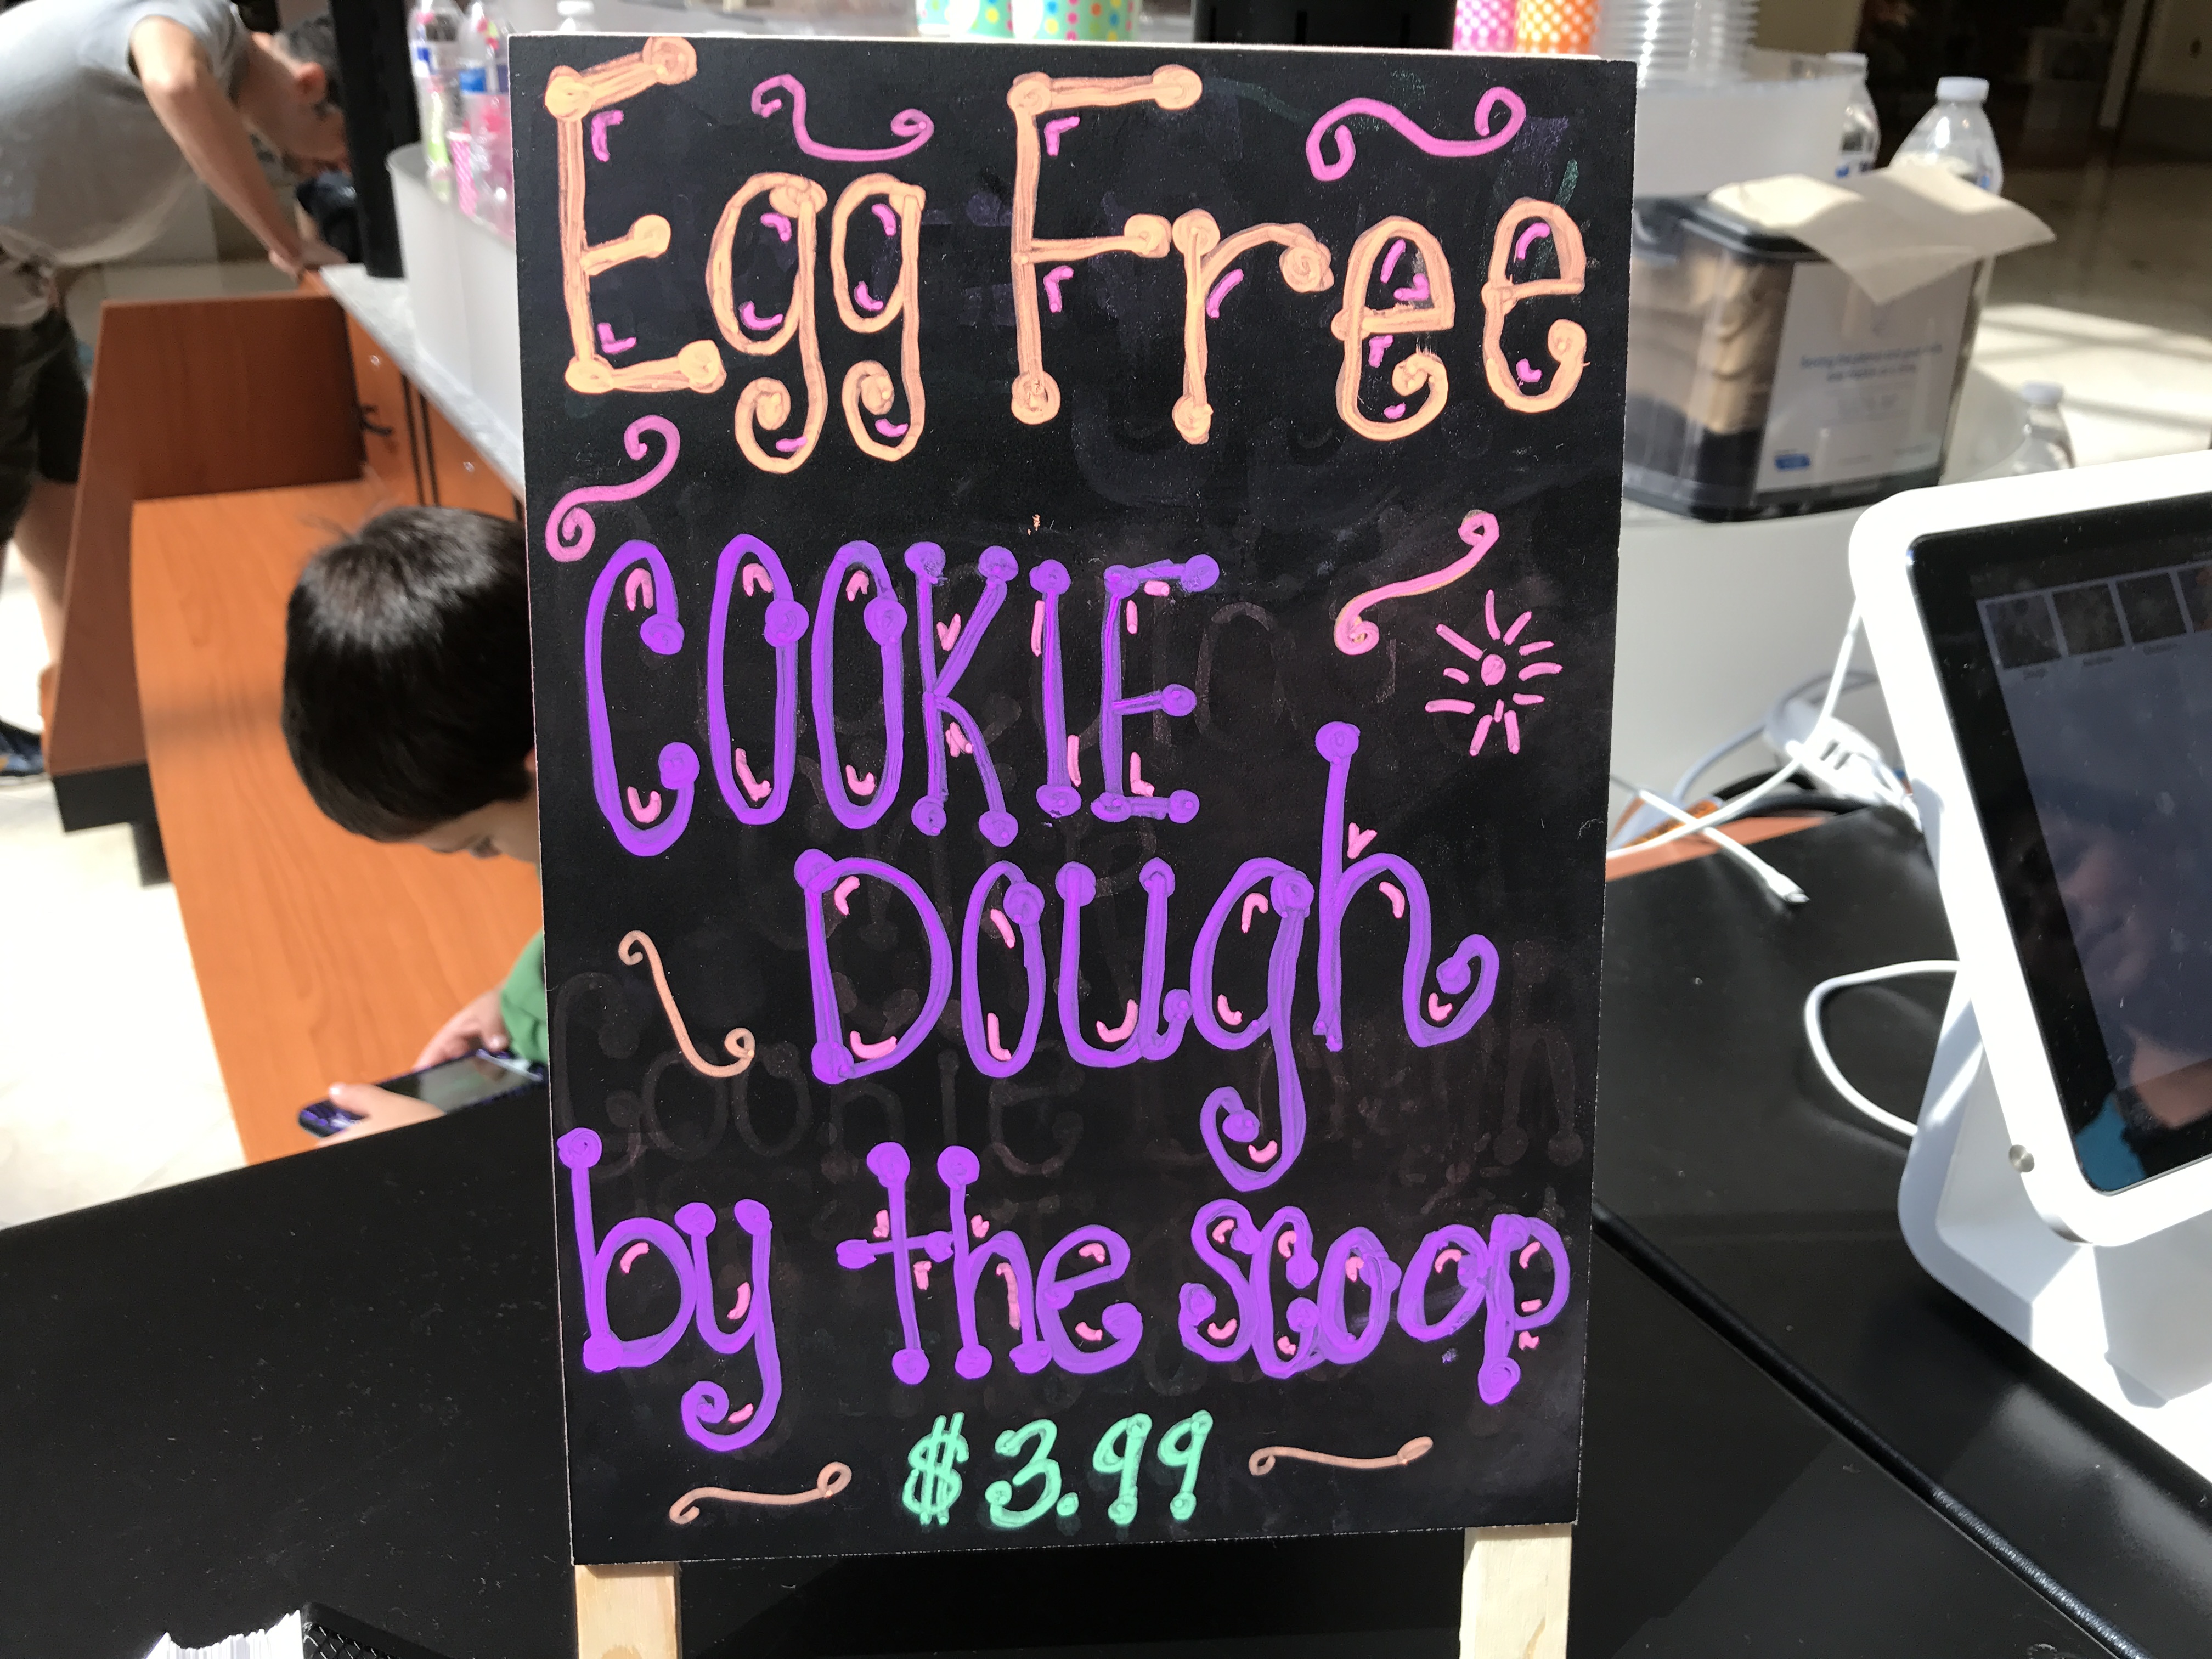 Egg Free
COOKIE
Dough
by the scoop
$3.99